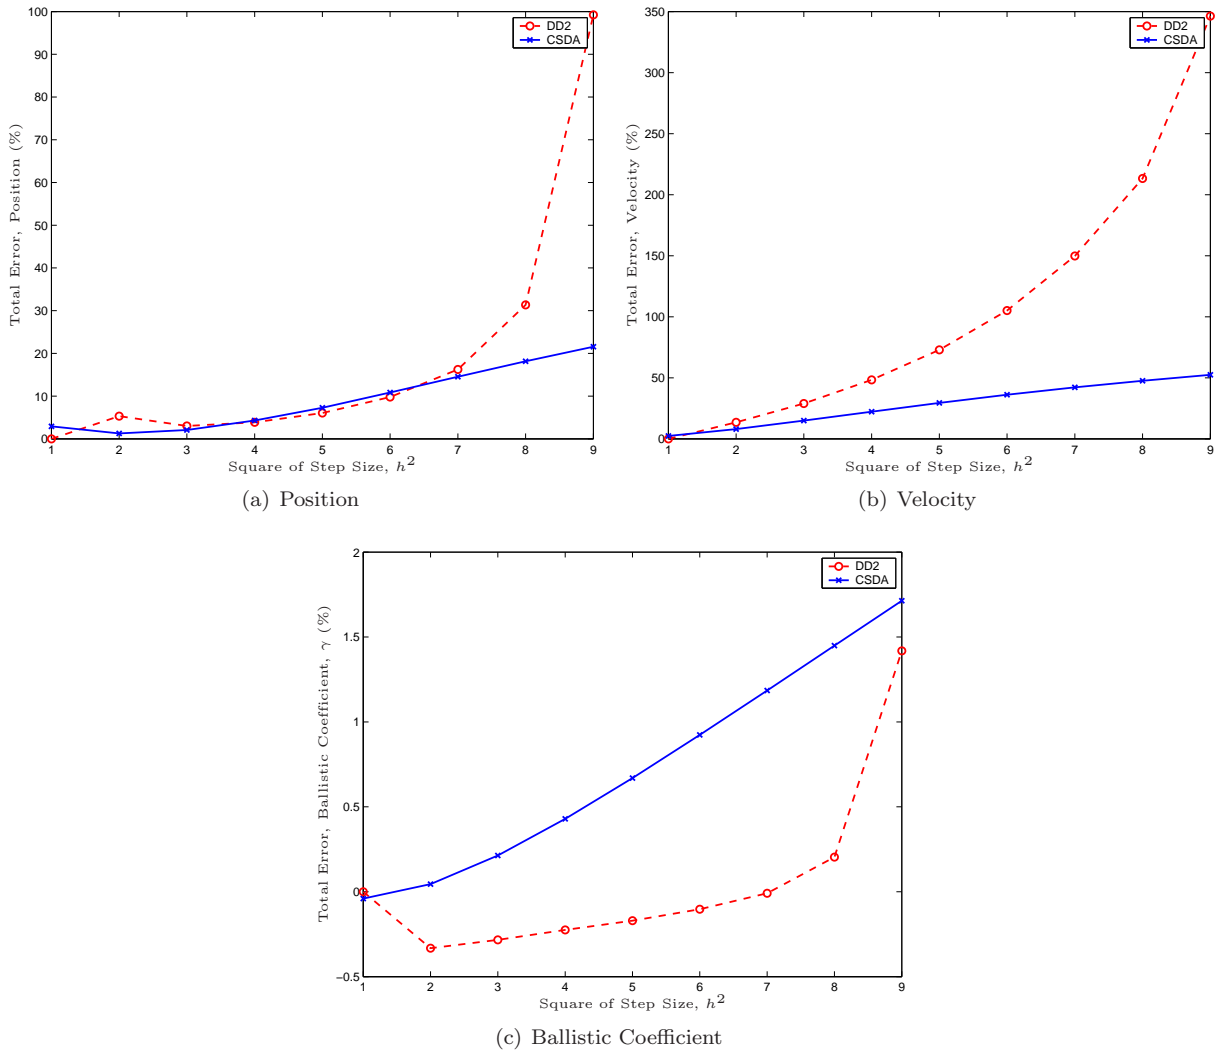 Total Error, Position (%)
100
90
80
70
60
50
40
30
20
10
0
DD2
CSDA
1 2 3 4 5 6 7 8 9
Square of Step Size, h²
(a) Position
Total Error, Velocity (%)
350
300
250
200
150
100
50
0
DD2
CSDA
1 2 3 4 5 6 7 8 9
Square of Step Size, h²
(b) Velocity
Total Error, Ballistic Coefficient, γ (%)
2
1.5
1
0.5
0
−0.5
DD2
CSDA
1 2 3 4 5 6 7 8 9
Square of Step Size, h²
(c) Ballistic Coefficient